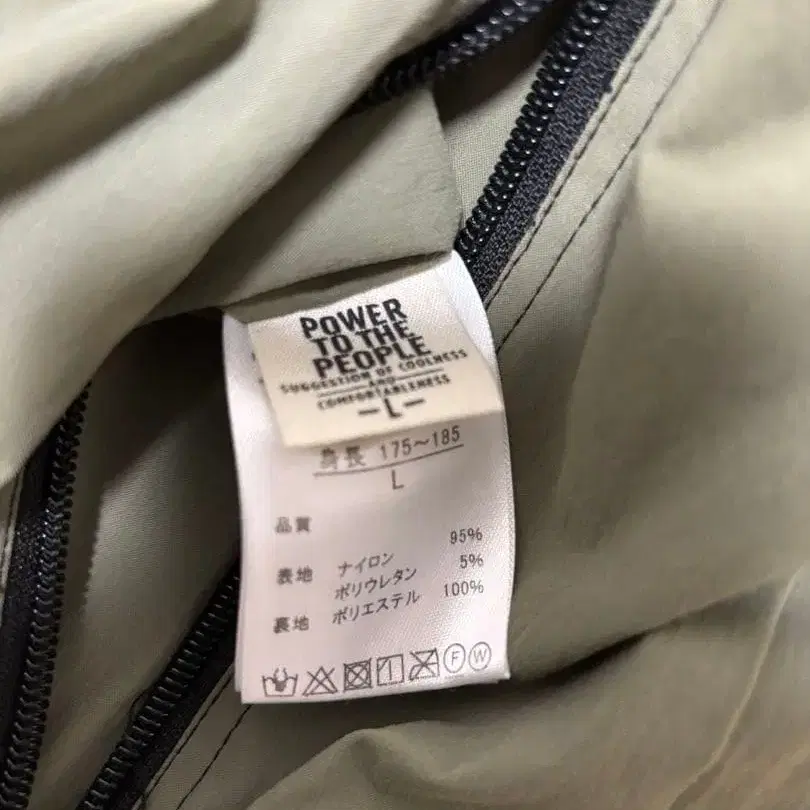 POWER
TO THE
PEOPLE
SUGGESTION OF COOLNESS
AND
COMFORTABLENESS
-L-
身長 175～185
L
品質
表地 ナイロン 95%
ポリウレタン 5%
裏地 ポリエステル 100%
F W